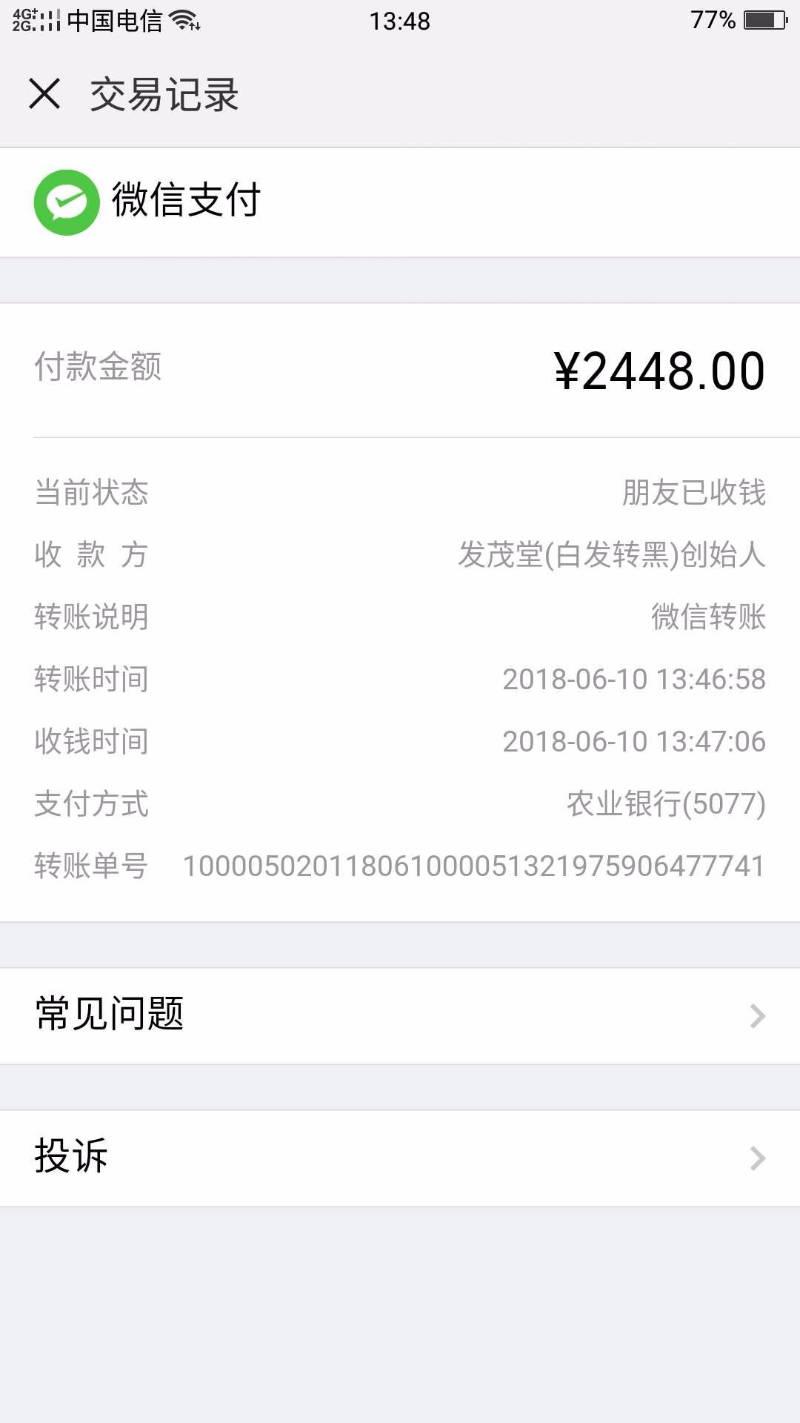 4G+ 2G 中国电信 13:48 77%
交易记录
微信支付
付款金额 ¥2448.00
当前状态 朋友已收钱
收款方 发茂堂(白发转黑)创始人
转账说明 微信转账
转账时间 2018-06-10 13:46:58
收钱时间 2018-06-10 13:47:06
支付方式 农业银行(5077)
转账单号 100005020118061000051321975906477741
常见问题
投诉